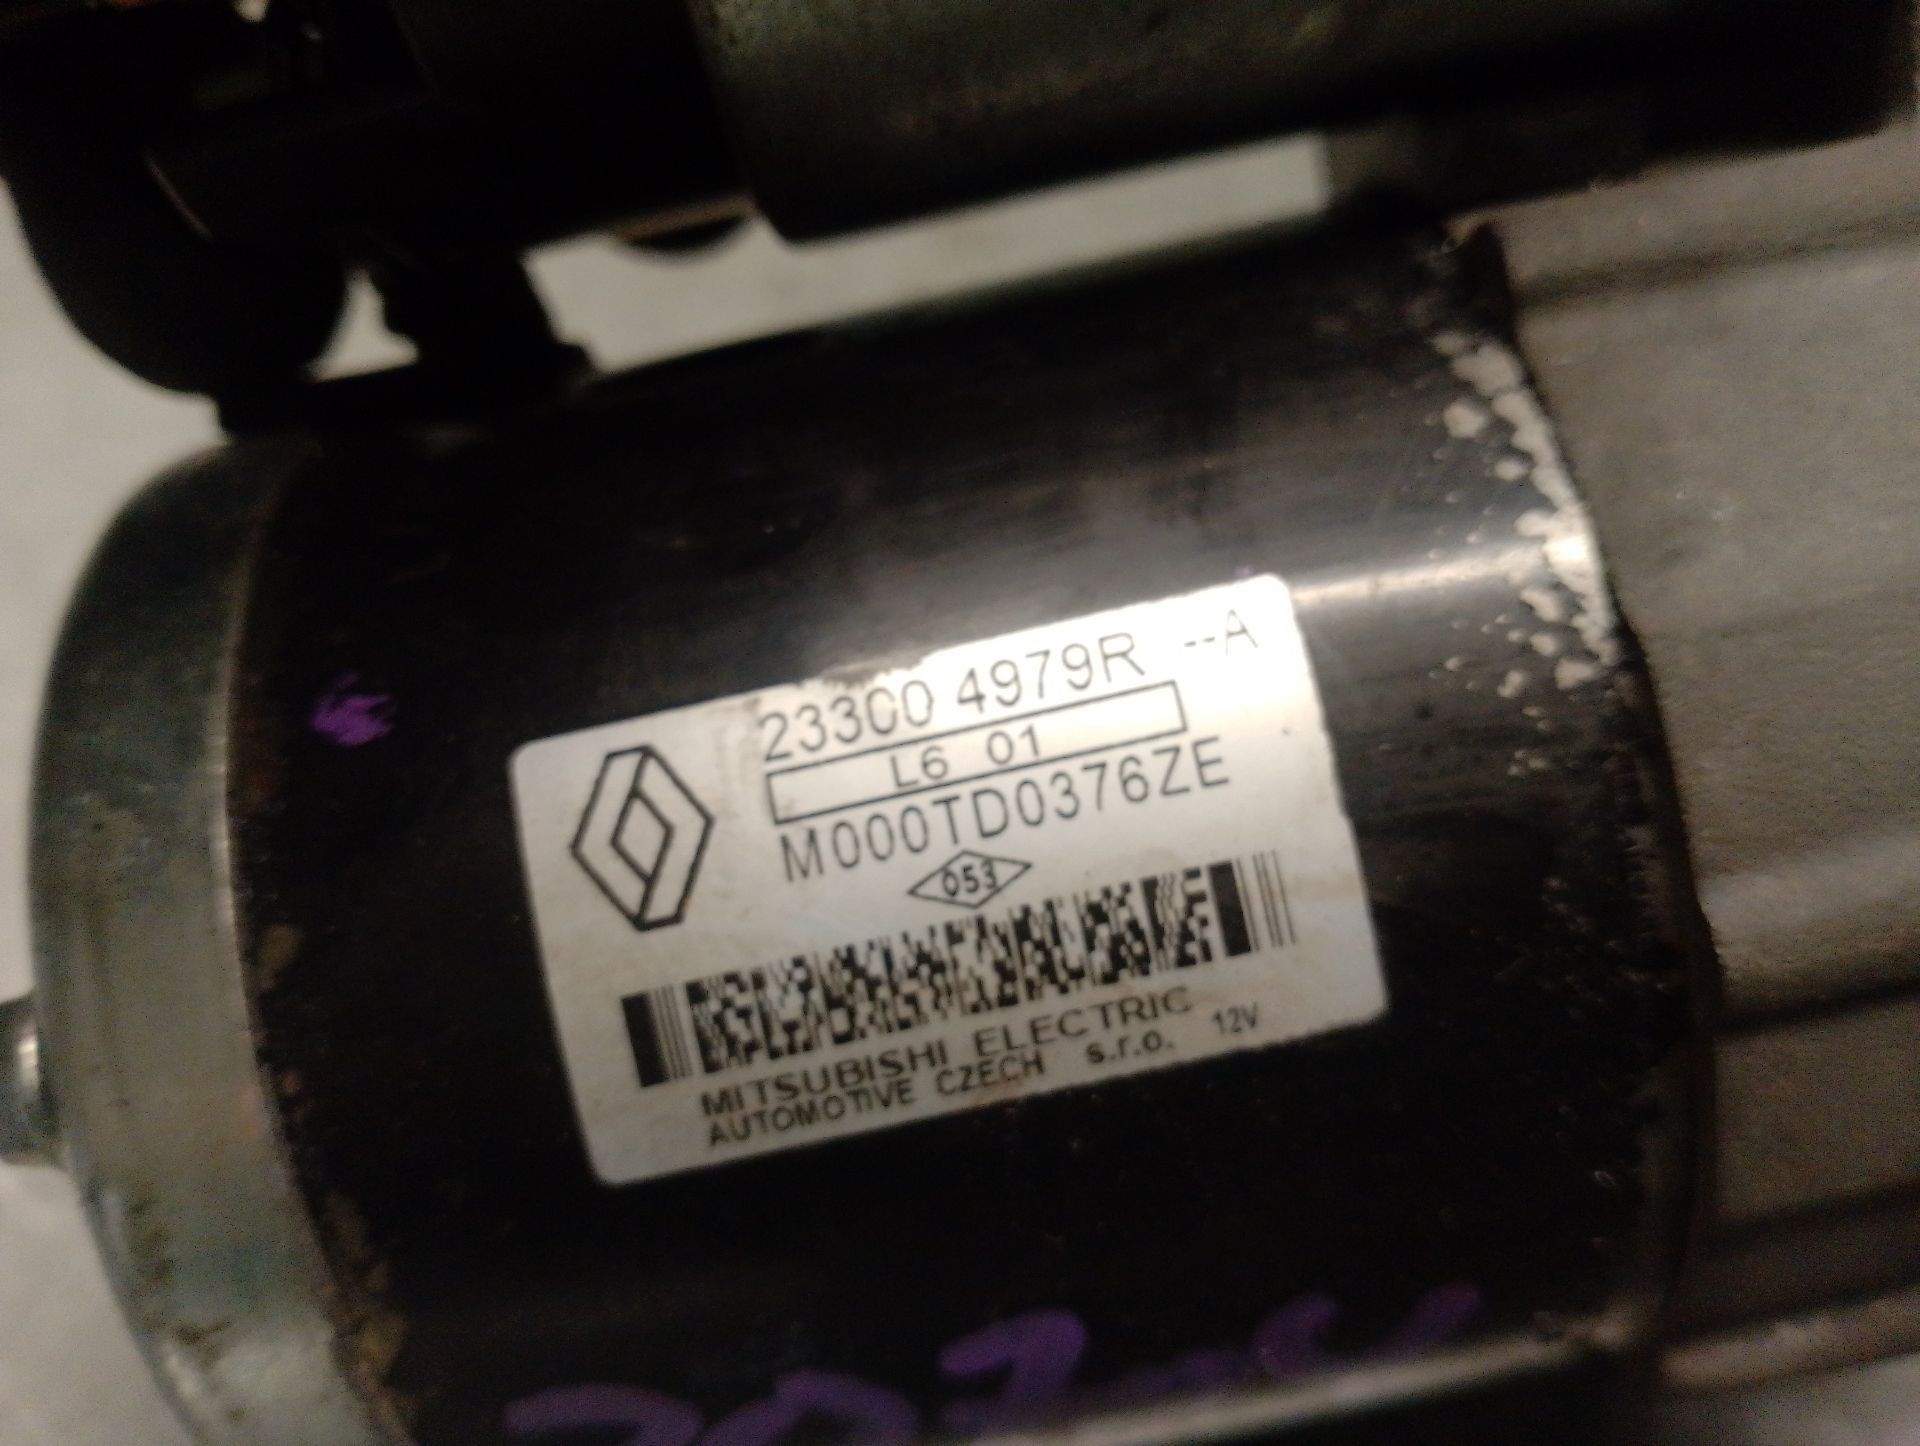 23300 4979R --A
L6 01
M000TD0376ZE
053
MITSUBISHI ELECTRIC
AUTOMOTIVE CZECH s.r.o. 12V